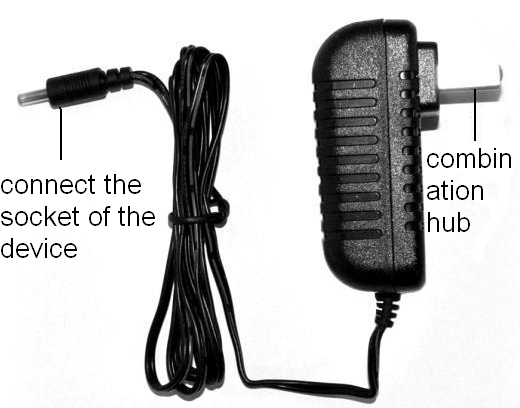 connect the
socket of the
device
combin
ation
hub